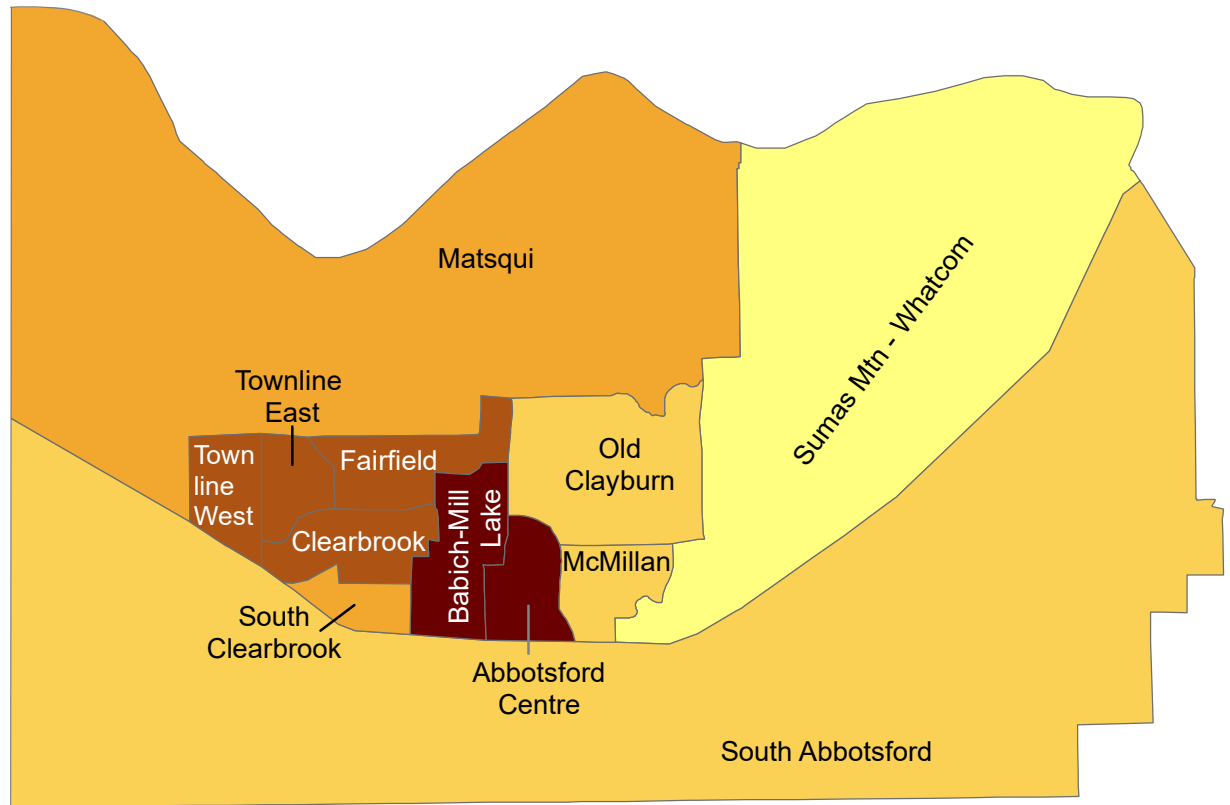 Matsqui
Sumas Mtn - Whatcom
Townline
East
Town
line
West
Fairfield
Old
Clayburn
Babich-Mill
Lake
Clearbrook
McMillan
South
Clearbrook
Abbotsford
Centre
South Abbotsford